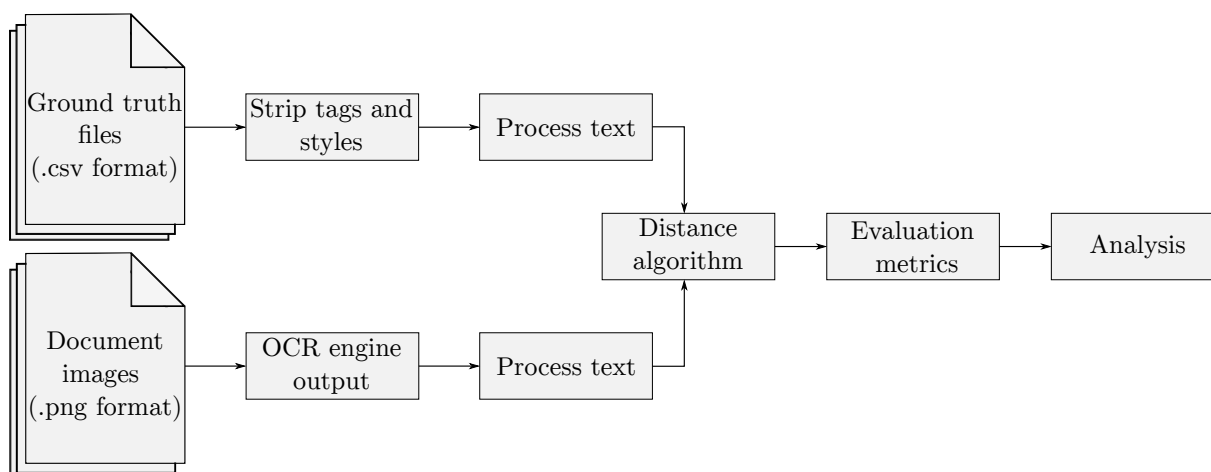 Ground truth
files
(.csv format)
Strip tags and
styles
Process text
Distance
algorithm
Evaluation
metrics
Analysis
Document
images
(.png format)
OCR engine
output
Process text